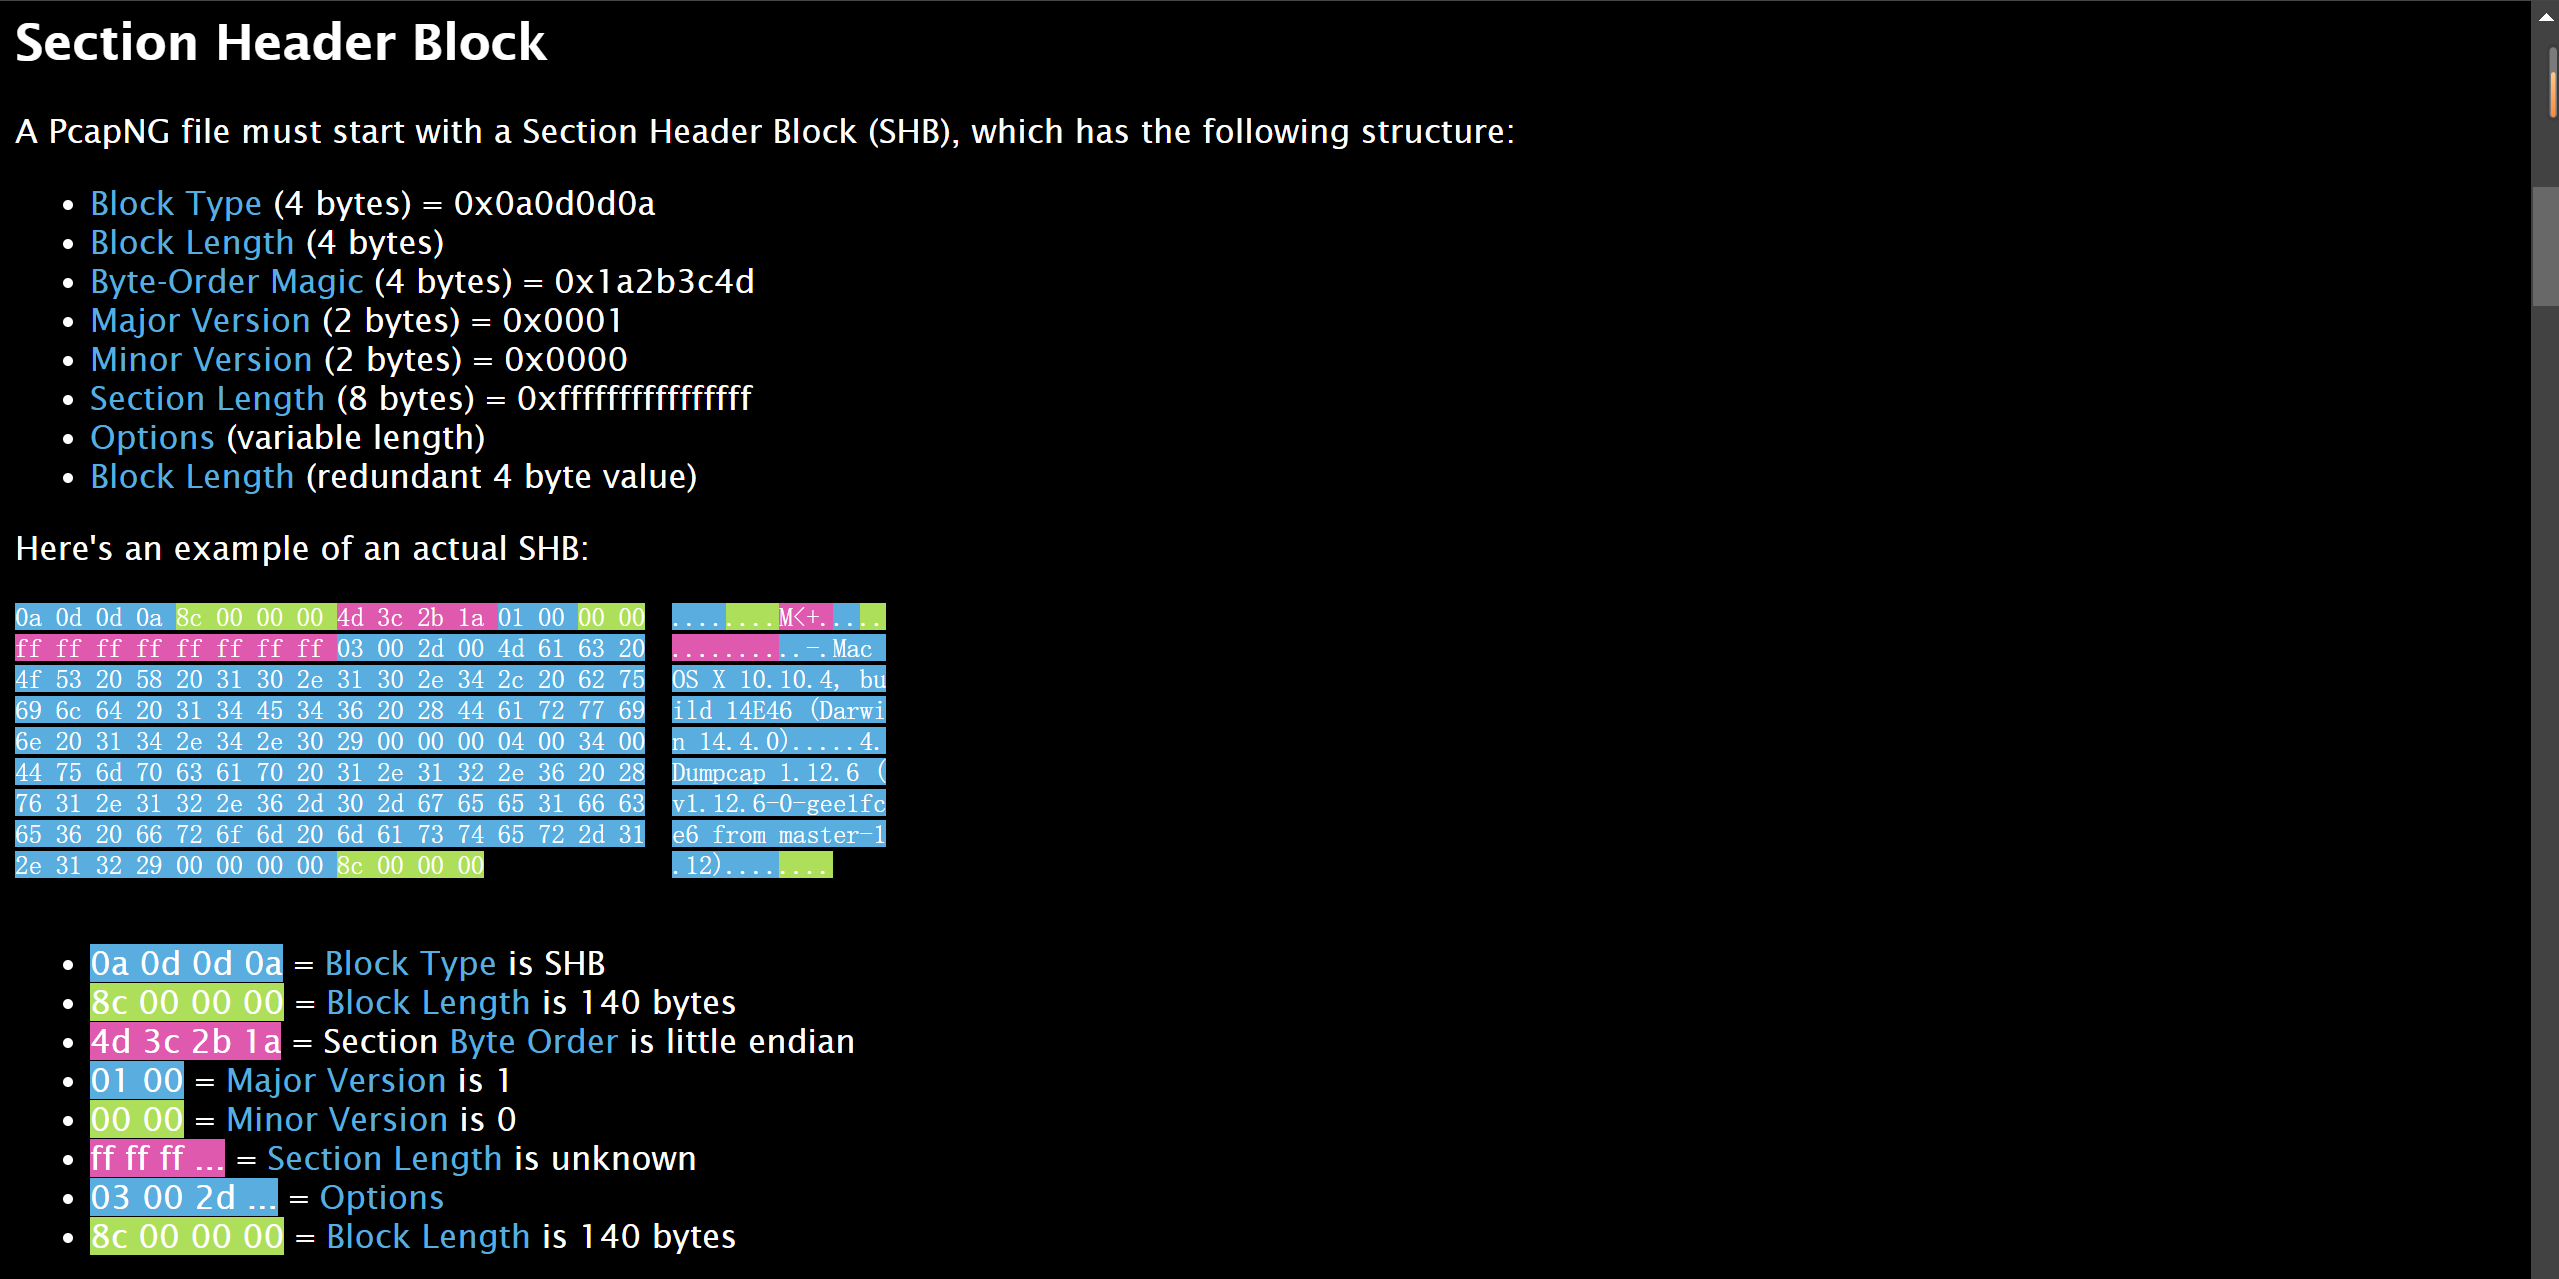 Section Header Block
A PcapNG file must start with a Section Header Block (SHB), which has the following structure:
• Block Type (4 bytes) = 0x0a0d0d0a
• Block Length (4 bytes)
• Byte-Order Magic (4 bytes) = 0x1a2b3c4d
• Major Version (2 bytes) = 0x0001
• Minor Version (2 bytes) = 0x0000
• Section Length (8 bytes) = 0xffffffffffffffff
• Options (variable length)
• Block Length (redundant 4 byte value)
Here's an example of an actual SHB:
0a 0d 0d 0a 8c 00 00 00 4d 3c 2b 1a 01 00 00 00  ........M<+.....
ff ff ff ff ff ff ff ff 03 00 2d 00 4d 61 63 20  ..........-.Mac
4f 53 20 58 20 31 30 2e 31 30 2e 34 2c 20 62 75  OS X 10.10.4, bu
69 6c 64 20 31 34 45 34 36 20 28 44 61 72 77 69  ild 14E46 (Darwi
6e 20 31 34 2e 34 2e 30 29 00 00 00 04 00 34 00  n 14.4.0).....4.
44 75 6d 70 63 61 70 20 31 2e 31 32 2e 36 20 28  Dumpcap 1.12.6 (
76 31 2e 31 32 2e 36 2d 30 2d 67 65 65 31 66 63  v1.12.6-0-gee1fc
65 36 20 66 72 6f 6d 20 6d 61 73 74 65 72 2d 31  e6 from master-1
2e 31 32 29 00 00 00 00 8c 00 00 00  .12)........
• 0a 0d 0d 0a = Block Type is SHB
• 8c 00 00 00 = Block Length is 140 bytes
• 4d 3c 2b 1a = Section Byte Order is little endian
• 01 00 = Major Version is 1
• 00 00 = Minor Version is 0
• ff ff ff ... = Section Length is unknown
• 03 00 2d ... = Options
• 8c 00 00 00 = Block Length is 140 bytes